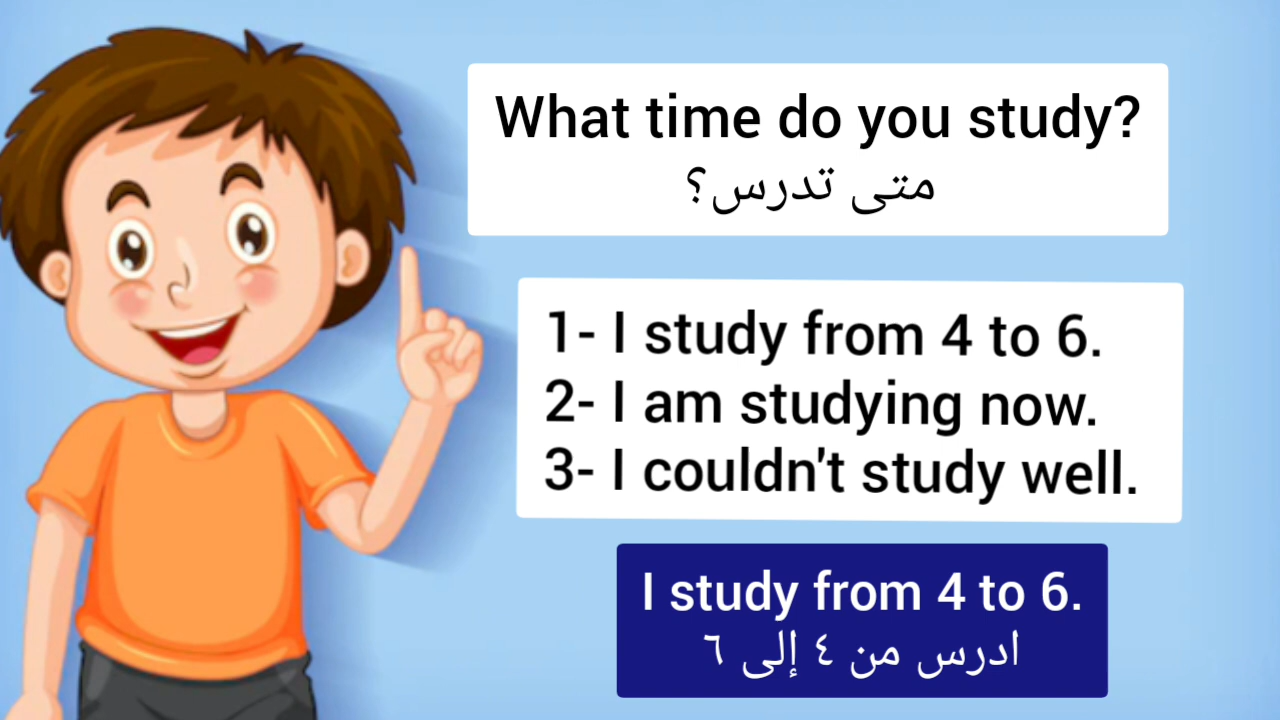 What time do you study?
متى تدرس؟
1- I study from 4 to 6.
2- I am studying now.
3- I couldn't study well.
I study from 4 to 6.
ادرس من ٤ إلى ٦